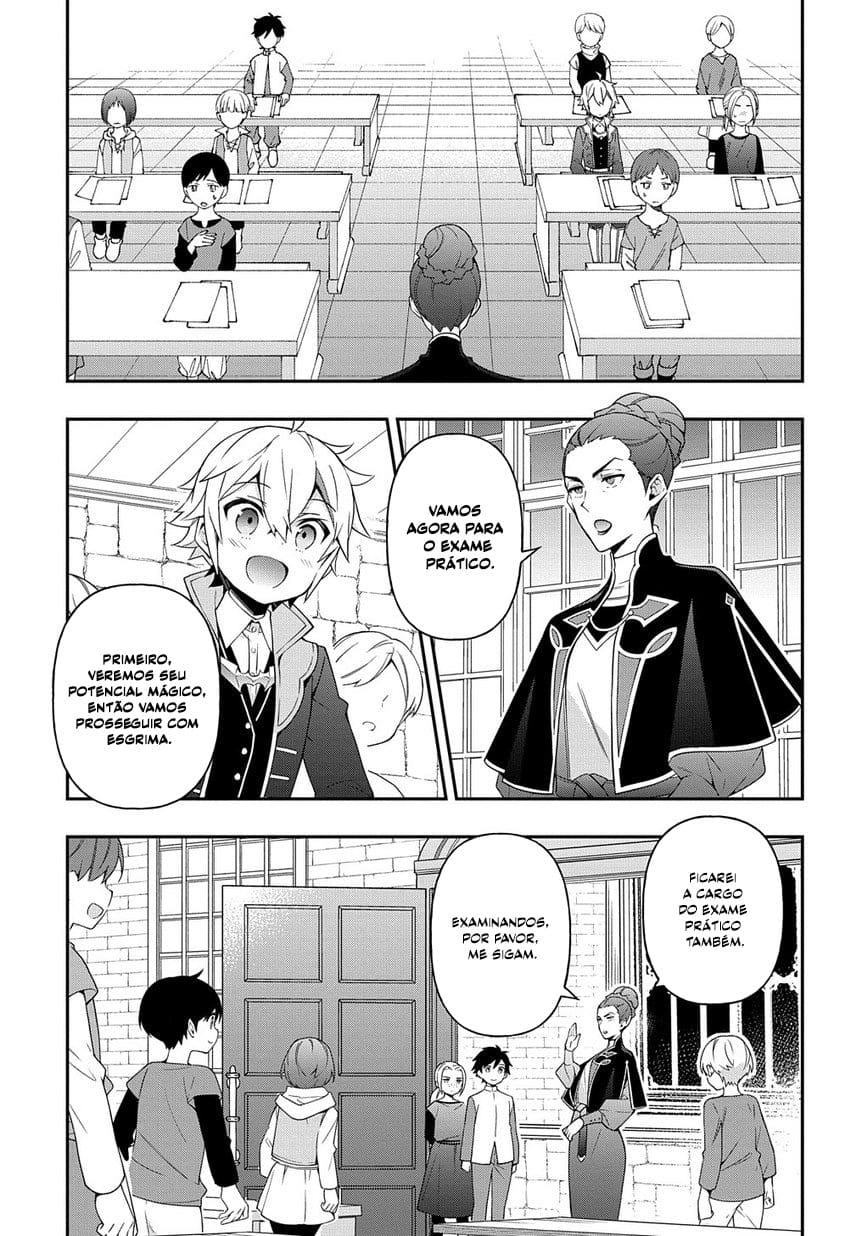 VAMOS
AGORA PARA
O EXAME
PRÁTICO.
PRIMEIRO,
VEREMOS SEU
POTENCIAL MÁGICO,
ENTÃO VAMOS
PROSSEGUIR COM
ESGRIMA.
FICAREI
A CARGO
DO EXAME
PRÁTICO
TAMBÉM.
EXAMINANDOS,
POR FAVOR,
ME SIGAM.